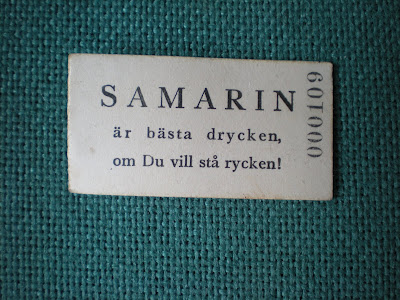 SAMARIN
är bästa drycken,
om Du vill stå rycken!
000109